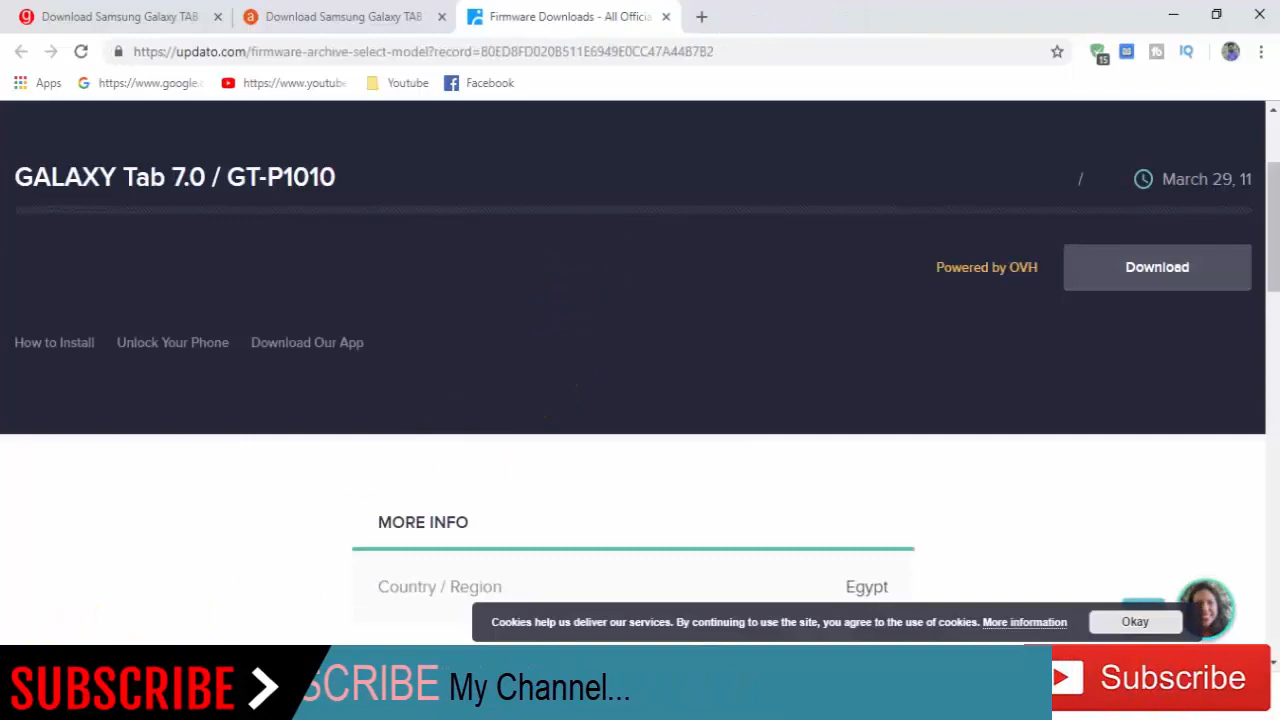 Download Samsung Galaxy TAB
Download Samsung Galaxy TAB
Firmware Downloads - All Officia
https://updato.com/firmware-archive-select-model?record=80ED8FD020B511E6949E0CC47A4487B2
15
Apps
https://www.google
https://www.youtube
Youtube
Facebook
GALAXY Tab 7.0 / GT-P1010
/
March 29, 11
Powered by OVH
Download
How to Install
Unlock Your Phone
Download Our App
MORE INFO
Country / Region
Egypt
Cookies help us deliver our services. By continuing to use the site, you agree to the use of cookies. More information
Okay
SUBSCRIBE
SCRIBE My Channel...
Subscribe